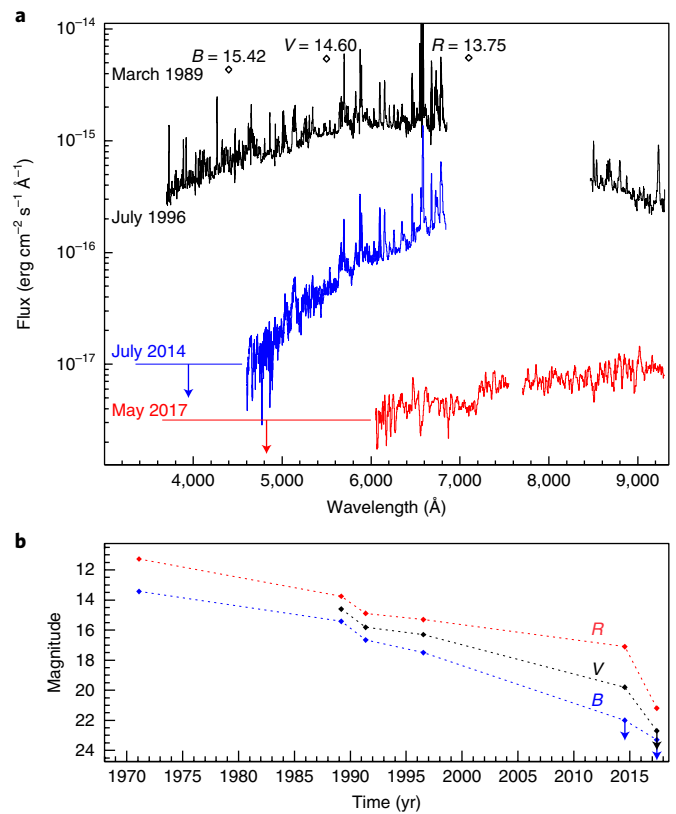 a
10⁻¹⁴
10⁻¹⁵
10⁻¹⁶
10⁻¹⁷
Flux (erg cm⁻² s⁻¹ Å⁻¹)
B = 15.42
V = 14.60
R = 13.75
March 1989
July 1996
July 2014
May 2017
4,000 5,000 6,000 7,000 8,000 9,000
Wavelength (Å)
b
12
14
16
18
20
22
24
Magnitude
R
V
B
1970 1975 1980 1985 1990 1995 2000 2005 2010 2015
Time (yr)